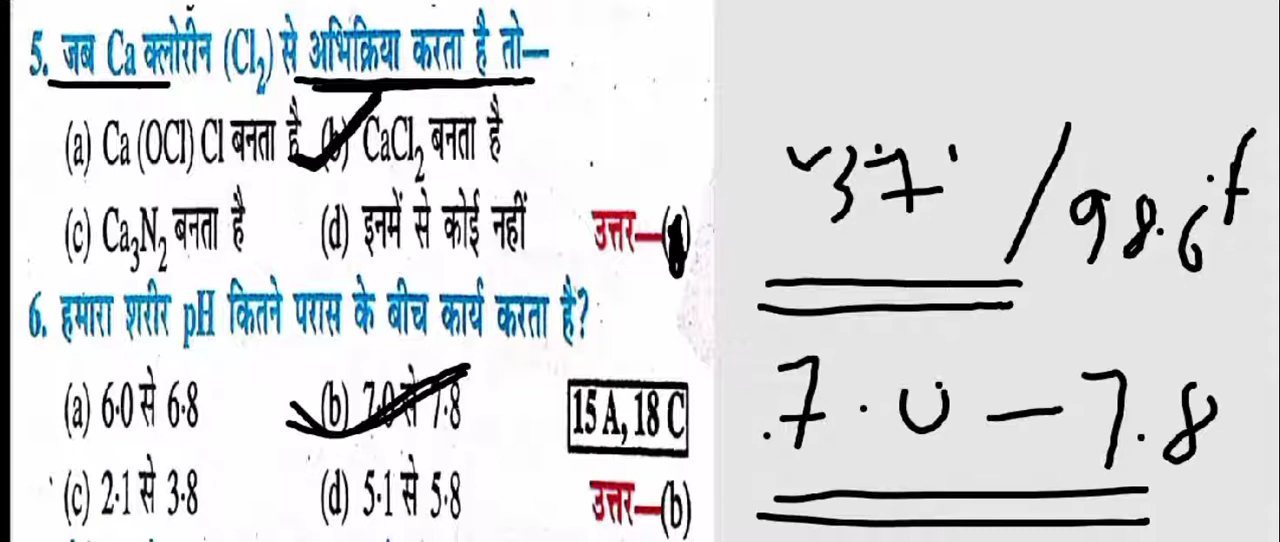 5. जब Ca क्लोरीन (Cl₂) से अभिक्रिया करता है तो—
(a) Ca (OCl) Cl बनता है (b) CaCl₂ बनता है
(c) Ca₃N₂ बनता है (d) इनमें से कोई नहीं उत्तर—
6. हमारा शरीर pH कितने परास के बीच कार्य करता है?
(a) 6·0 से 6·8 (b) 7.0 से 7.8
15 A, 18 C
(c) 2·1 से 3·8 (d) 5·1 से 5·8 उत्तर—(b)
37° / 98.6°f
7.0 — 7.8